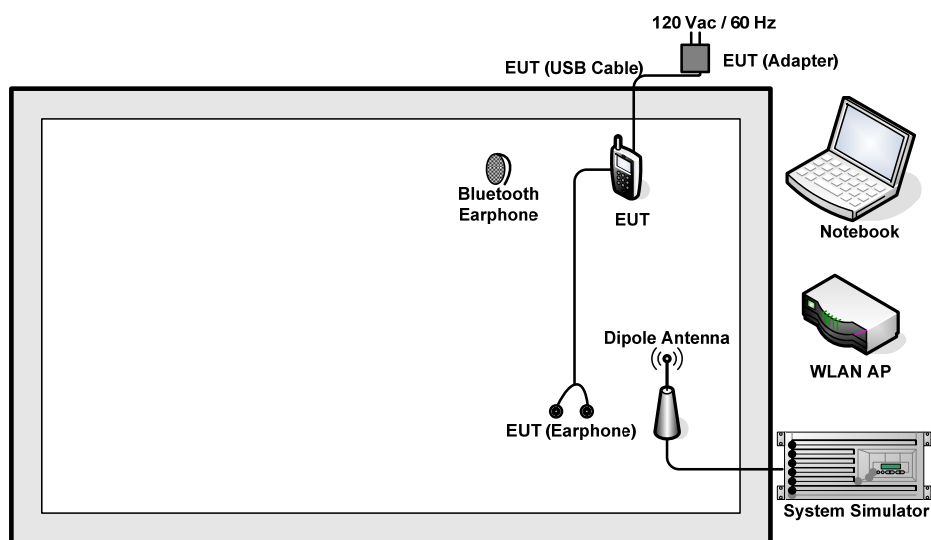 120 Vac / 60 Hz
EUT (USB Cable)
EUT (Adapter)
Bluetooth
Earphone
EUT
Notebook
Dipole Antenna
WLAN AP
EUT (Earphone)
System Simulator